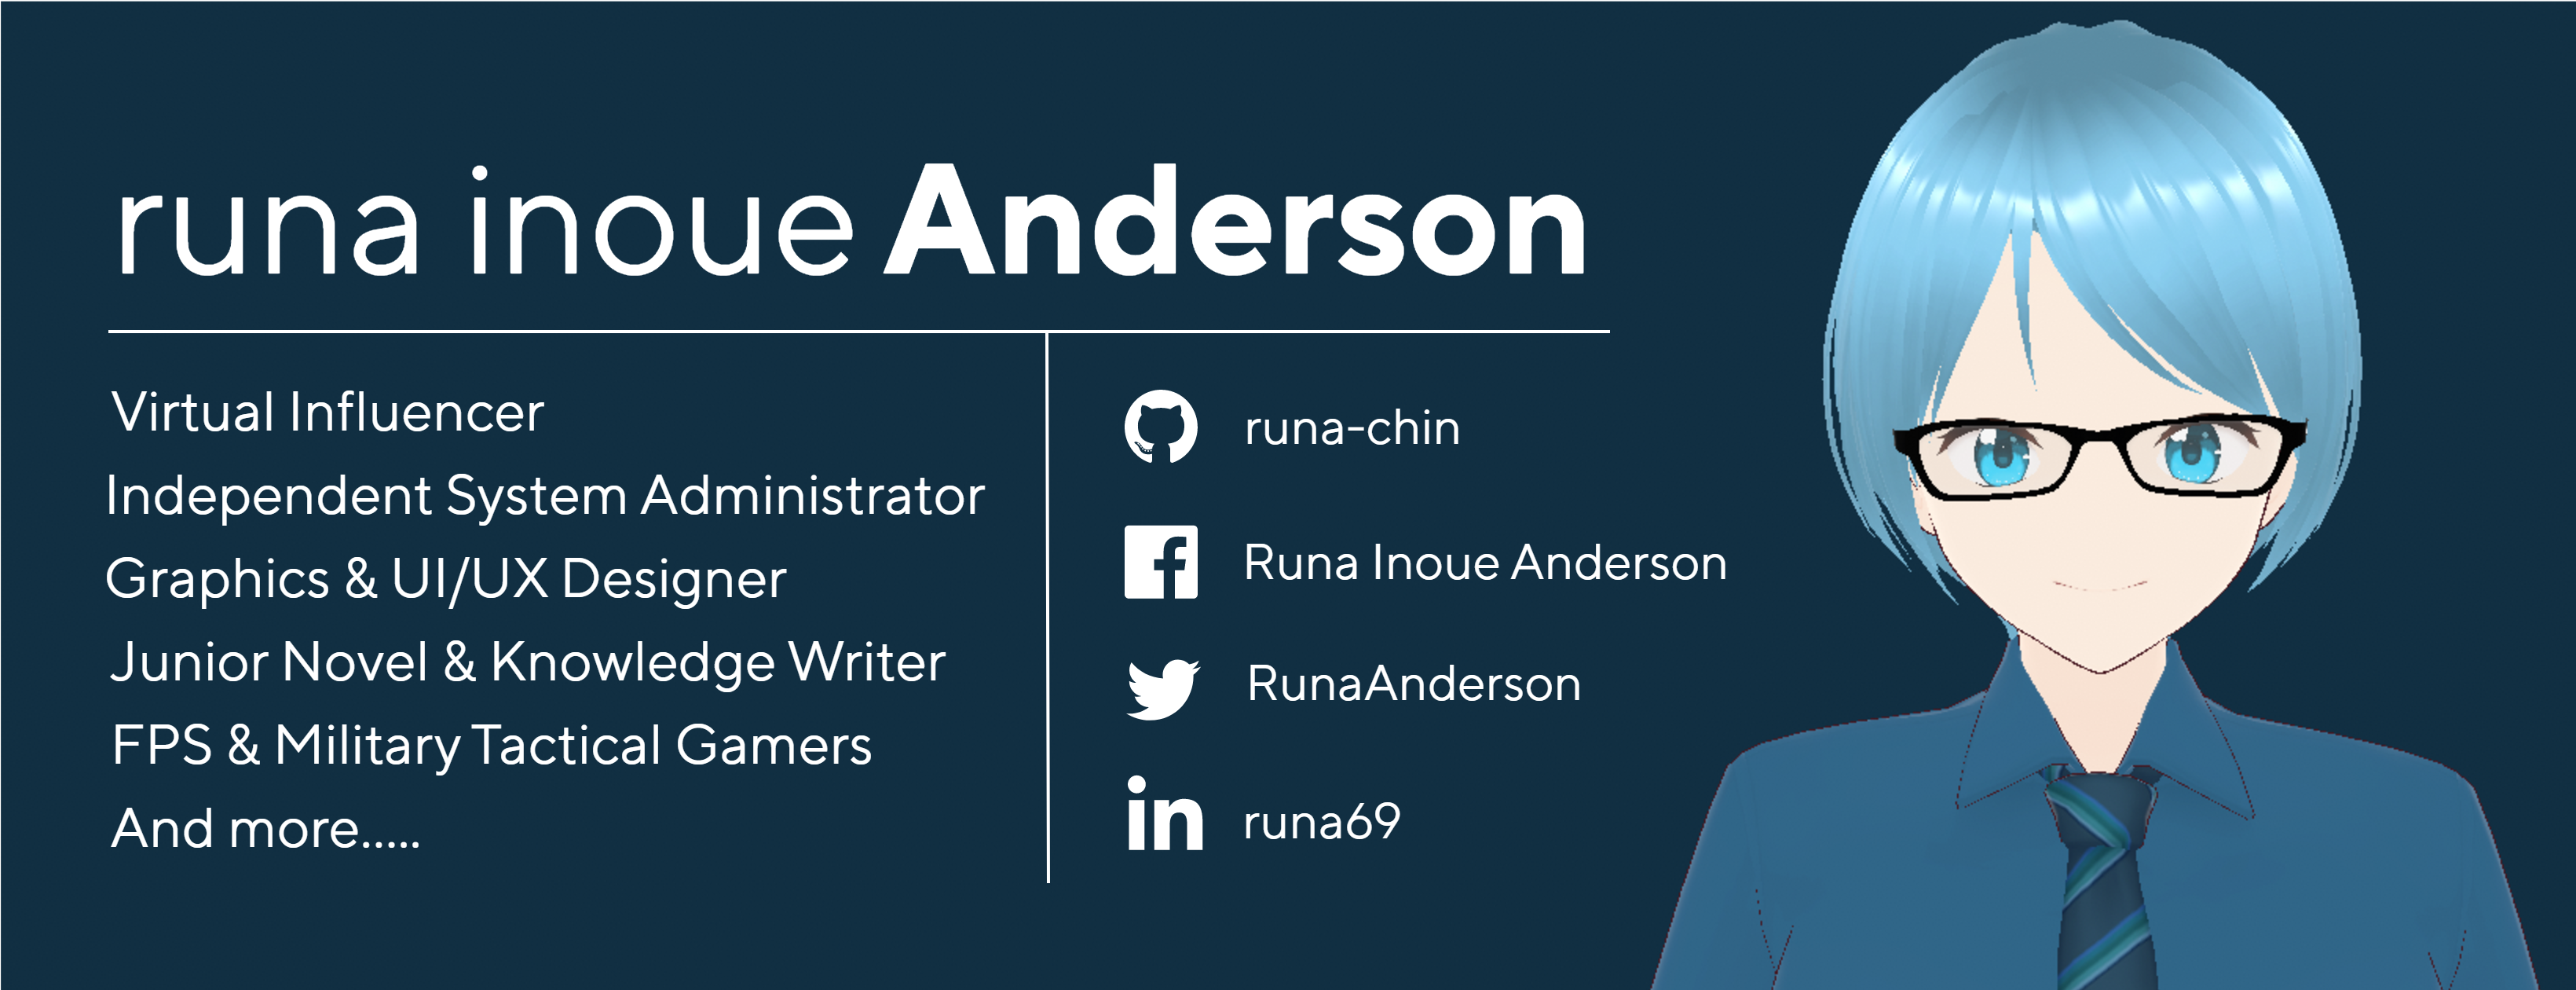 runa inoue Anderson
Virtual Influencer
Independent System Administrator
Graphics & UI/UX Designer
Junior Novel & Knowledge Writer
FPS & Military Tactical Gamers
And more.....
runa-chin
Runa Inoue Anderson
RunaAnderson
runa69